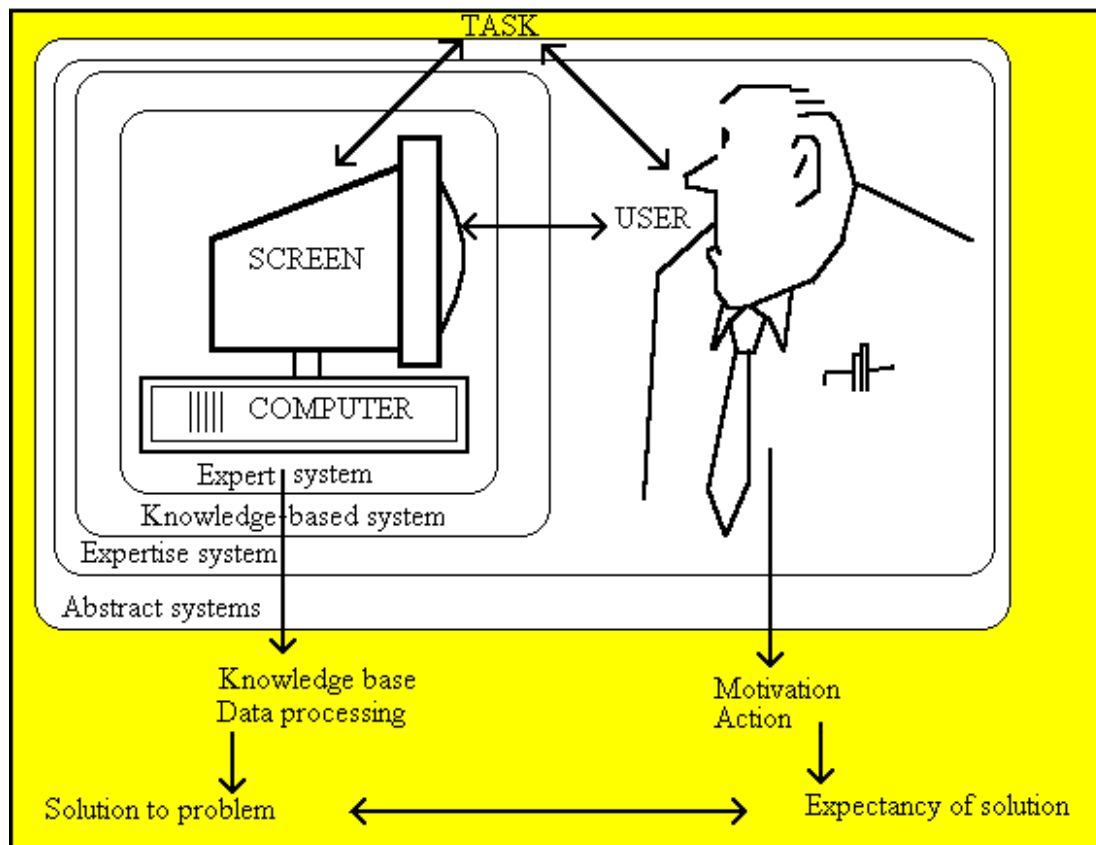 TASK
USER
SCREEN
COMPUTER
Expert system
Knowledge-based system
Expertise system
Abstract systems
Knowledge base
Data processing
Motivation
Action
Solution to problem
Expectancy of solution